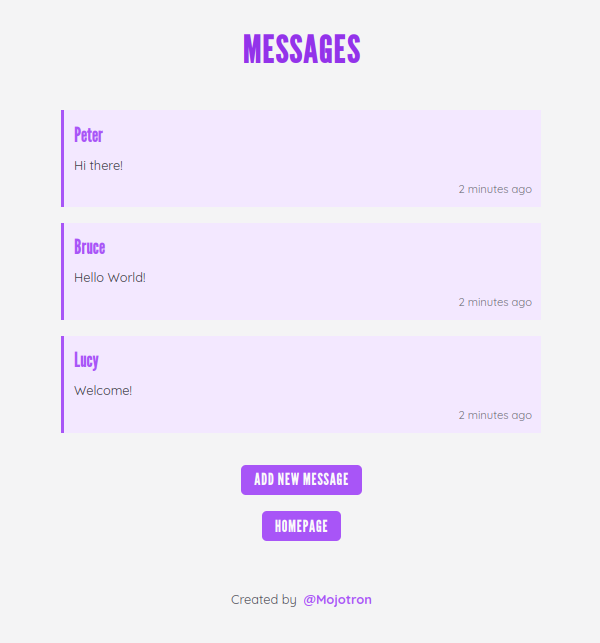 MESSAGES
Peter
Hi there!
2 minutes ago
Bruce
Hello World!
2 minutes ago
Lucy
Welcome!
2 minutes ago
ADD NEW MESSAGE
HOMEPAGE
Created by @Mojotron